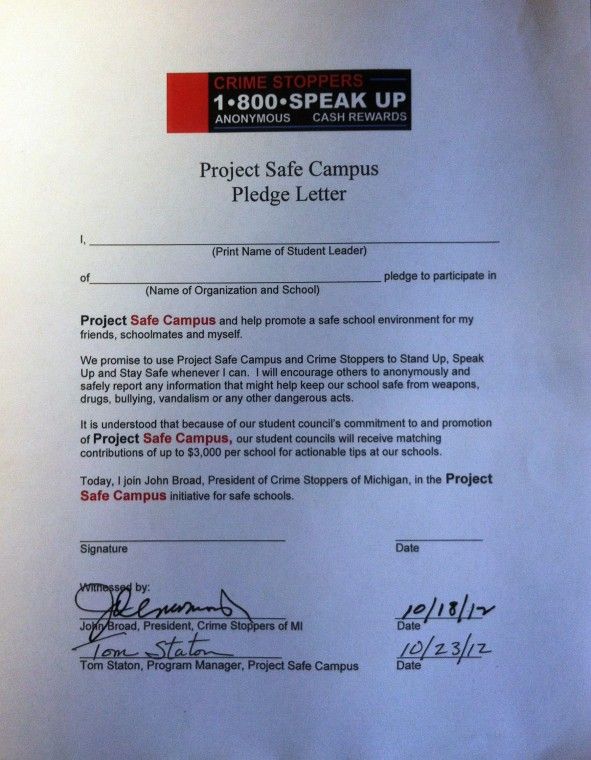 CRIME STOPPERS
1•800•SPEAK UP
ANONYMOUS CASH REWARDS
Project Safe Campus
Pledge Letter
I,
(Print Name of Student Leader)
of pledge to participate in
(Name of Organization and School)
Project Safe Campus and help promote a safe school environment for my
friends, schoolmates and myself.
We promise to use Project Safe Campus and Crime Stoppers to Stand Up, Speak
Up and Stay Safe whenever I can. I will encourage others to anonymously and
safely report any information that might help keep our school safe from weapons,
drugs, bullying, vandalism or any other dangerous acts.
It is understood that because of our student council's commitment to and promotion
of Project Safe Campus, our student councils will receive matching
contributions of up to $3,000 per school for actionable tips at our schools.
Today, I join John Broad, President of Crime Stoppers of Michigan, in the Project
Safe Campus initiative for safe schools.
Signature Date
Witnessed by:
10/18/12
John Broad, President, Crime Stoppers of MI Date
Tom Staton 10/23/12
Tom Staton, Program Manager, Project Safe Campus Date